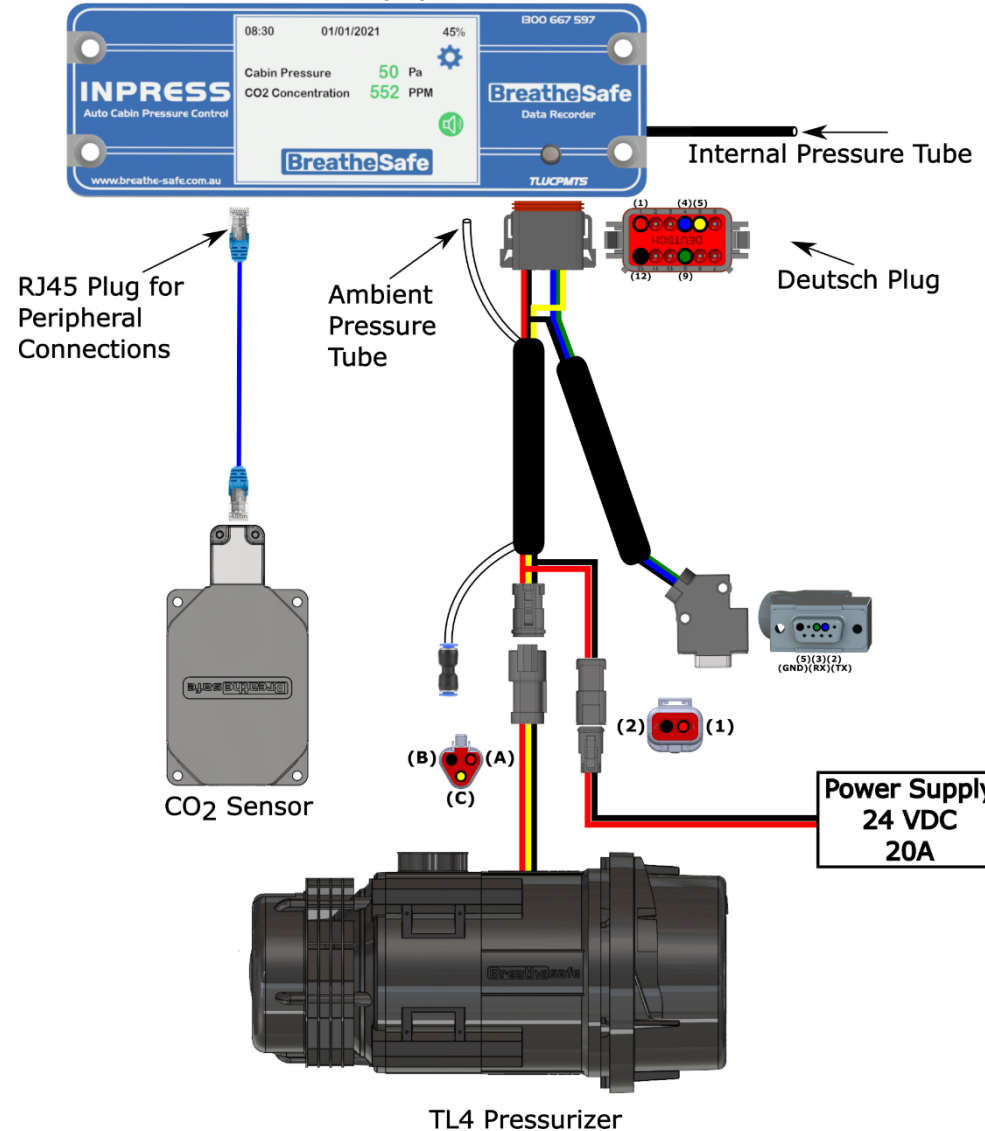 1300 667 597
08:30 01/01/2021 45%
Cabin Pressure 50 Pa
CO2 Concentration 552 PPM
INPRESS
Auto Cabin Pressure Control
BreatheSafe
Data Recorder
BreatheSafe
www.breathe-safe.com.au
TLUCPMTS
Internal Pressure Tube
(1) (4) (5)
DEUTSCH
(12) (9)
Deutsch Plug
RJ45 Plug for
Peripheral
Connections
Ambient
Pressure
Tube
(5)(3)(2)
(GND)(RX)(TX)
Breathesafe
(2) (1)
(B) (A)
(C)
CO2 Sensor
Power Supply
24 VDC
20A
Breathesafe
TL4 Pressurizer